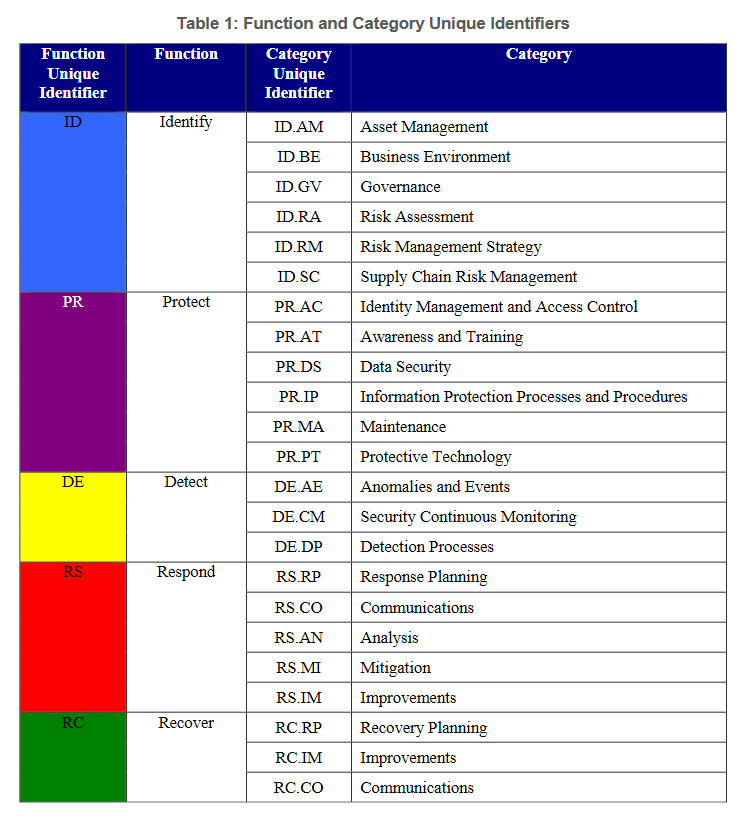 Table 1: Function and Category Unique Identifiers
Function Unique Identifier Function Category Unique Identifier Category
ID Identify ID.AM Asset Management
ID.BE Business Environment
ID.GV Governance
ID.RA Risk Assessment
ID.RM Risk Management Strategy
ID.SC Supply Chain Risk Management
PR Protect PR.AC Identity Management and Access Control
PR.AT Awareness and Training
PR.DS Data Security
PR.IP Information Protection Processes and Procedures
PR.MA Maintenance
PR.PT Protective Technology
DE Detect DE.AE Anomalies and Events
DE.CM Security Continuous Monitoring
DE.DP Detection Processes
RS Respond RS.RP Response Planning
RS.CO Communications
RS.AN Analysis
RS.MI Mitigation
RS.IM Improvements
RC Recover RC.RP Recovery Planning
RC.IM Improvements
RC.CO Communications